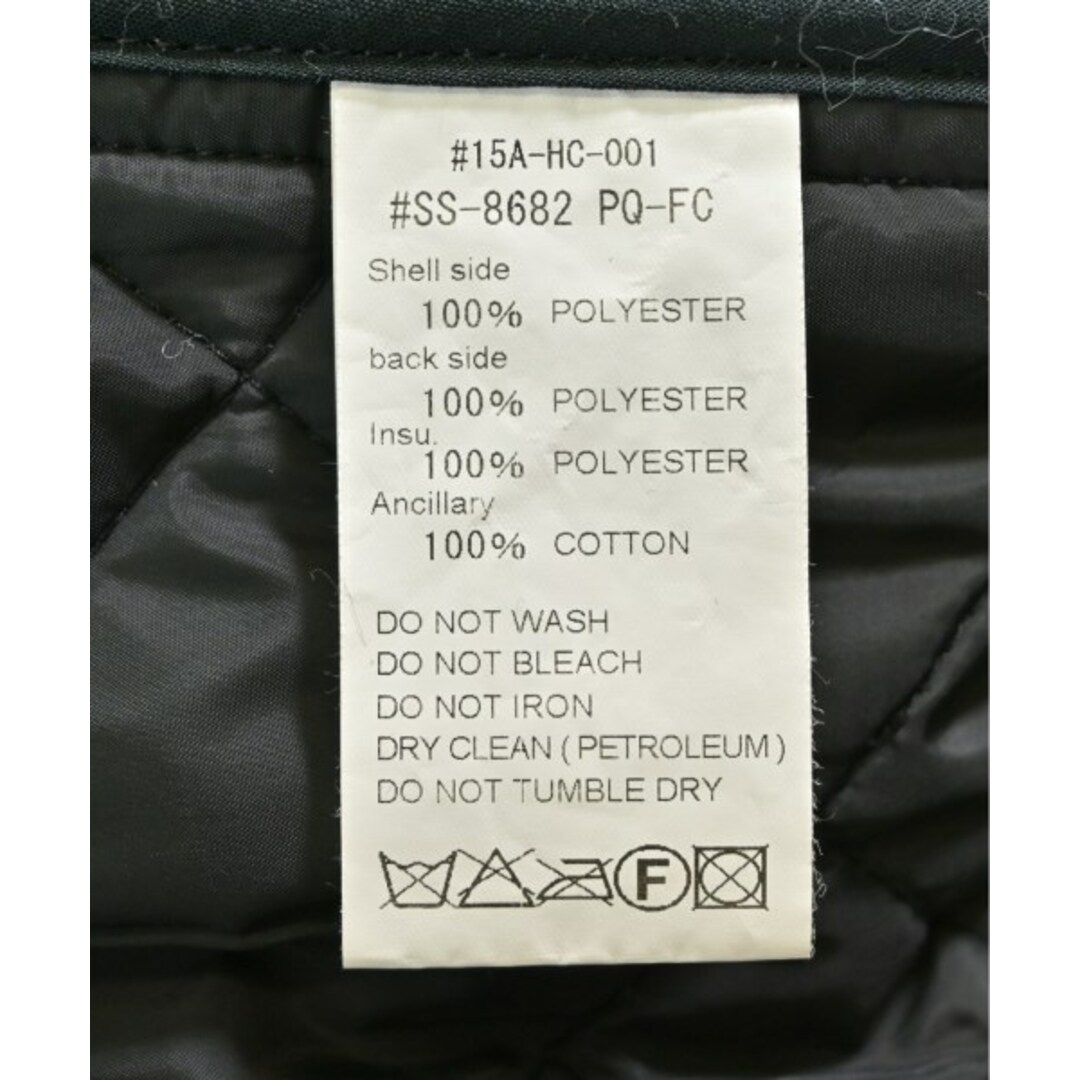 #15A-HC-001
#SS-8682 PQ-FC
Shell side
100% POLYESTER
back side
100% POLYESTER
Insu.
100% POLYESTER
Ancillary
100% COTTON
DO NOT WASH
DO NOT BLEACH
DO NOT IRON
DRY CLEAN ( PETROLEUM )
DO NOT TUMBLE DRY
F